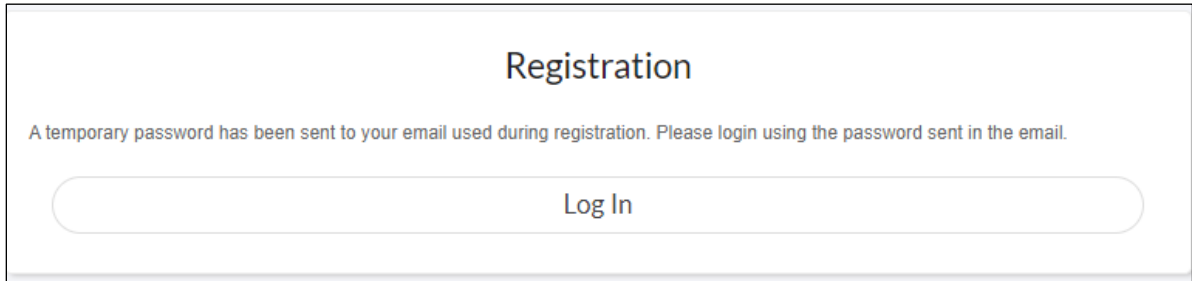 Registration
A temporary password has been sent to your email used during registration. Please login using the password sent in the email.
Log In